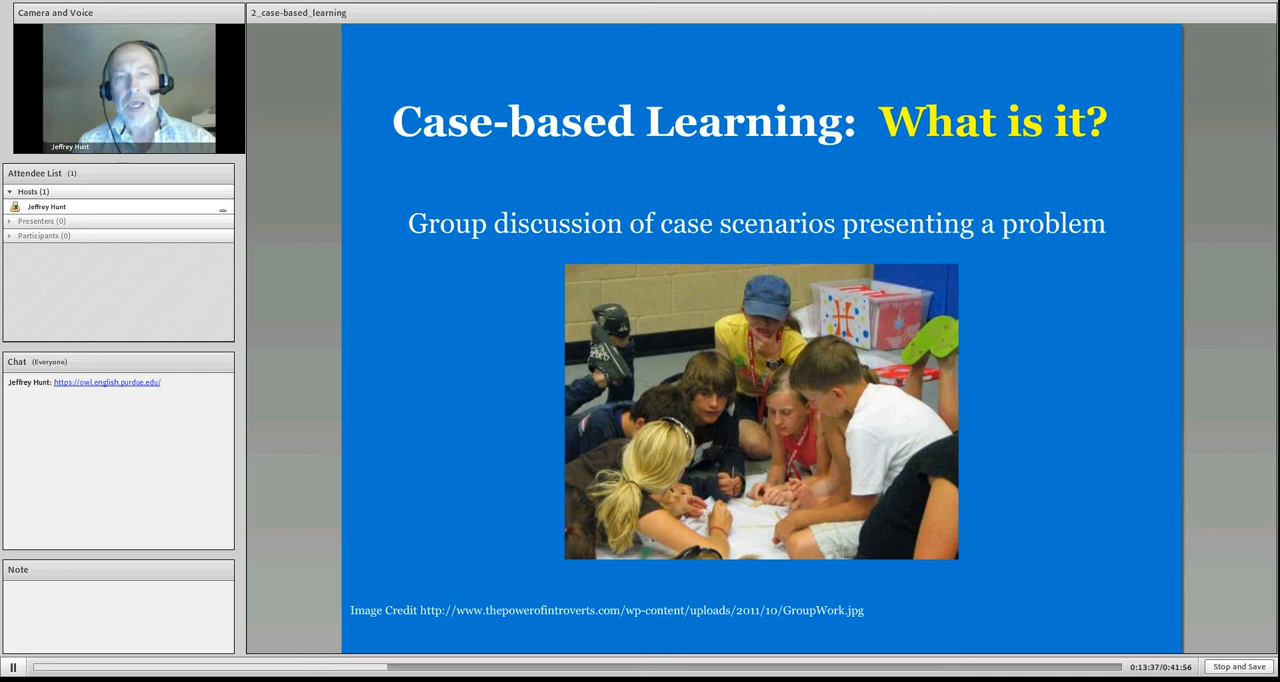 Camera and Voice
Jeffrey Hunt
Attendee List (1)
Hosts (1)
Jeffrey Hunt
Presenters (0)
Participants (0)
Chat (Everyone)
Jeffrey Hunt: https://owl.english.purdue.edu/
Note
2_case-based_learning
Case-based Learning: What is it?
Group discussion of case scenarios presenting a problem
Image Credit http://www.thepowerofintroverts.com/wp-content/uploads/2011/10/GroupWork.jpg
0:13:37/0:41:56
Stop and Save